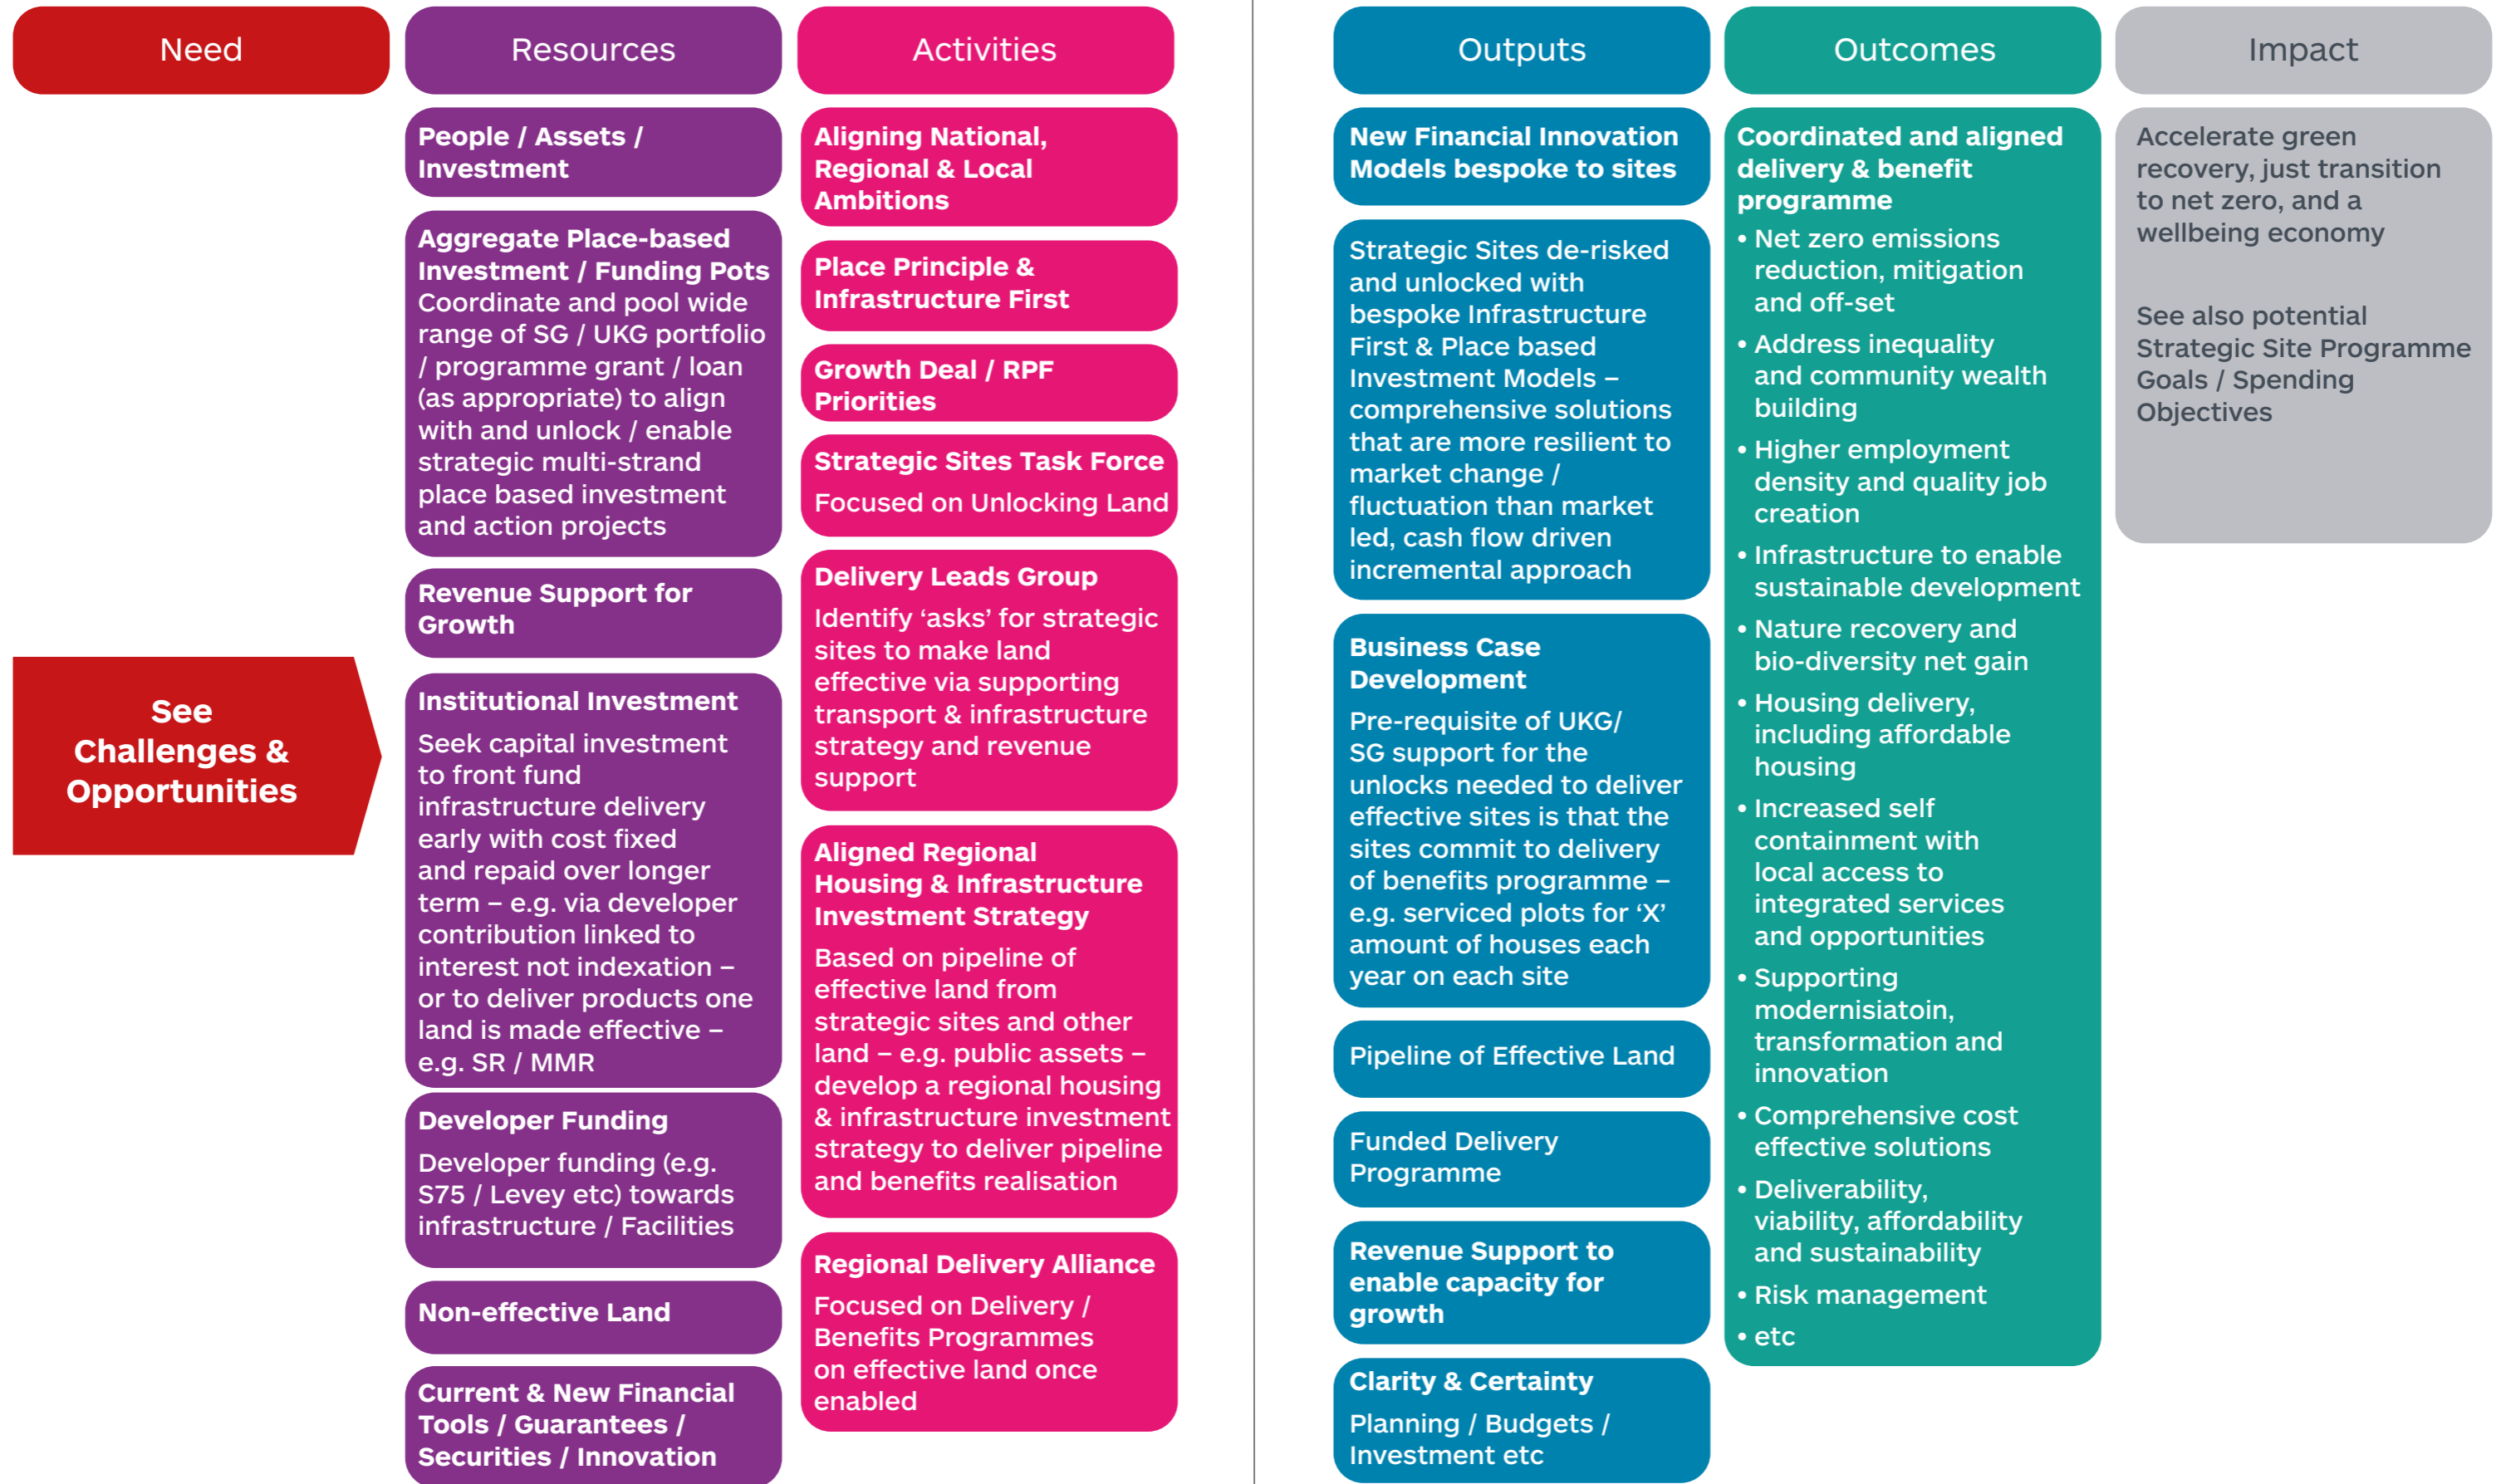 Need
See
Challenges &
Opportunities
Resources
People / Assets /
Investment
Aggregate Place-based
Investment / Funding Pots
Coordinate and pool wide
range of SG / UKG portfolio
/ programme grant / loan
(as appropriate) to align
with and unlock / enable
strategic multi-strand
place based investment
and action projects
Revenue Support for
Growth
Institutional Investment
Seek capital investment
to front fund
infrastructure delivery
early with cost fixed
and repaid over longer
term – e.g. via developer
contribution linked to
interest not indexation –
or to deliver products one
land is made effective –
e.g. SR / MMR
Developer Funding
Developer funding (e.g.
S75 / Levey etc) towards
infrastructure / Facilities
Non-effective Land
Current & New Financial
Tools / Guarantees /
Securities / Innovation
Activities
Aligning National,
Regional & Local
Ambitions
Place Principle &
Infrastructure First
Growth Deal / RPF
Priorities
Strategic Sites Task Force
Focused on Unlocking Land
Delivery Leads Group
Identify ‘asks’ for strategic
sites to make land
effective via supporting
transport & infrastructure
strategy and revenue
support
Aligned Regional
Housing & Infrastructure
Investment Strategy
Based on pipeline of
effective land from
strategic sites and other
land – e.g. public assets –
develop a regional housing
& infrastructure investment
strategy to deliver pipeline
and benefits realisation
Regional Delivery Alliance
Focused on Delivery /
Benefits Programmes
on effective land once
enabled
Outputs
New Financial Innovation
Models bespoke to sites
Strategic Sites de-risked
and unlocked with
bespoke Infrastructure
First & Place based
Investment Models –
comprehensive solutions
that are more resilient to
market change /
fluctuation than market
led, cash flow driven
incremental approach
Business Case
Development
Pre-requisite of UKG/
SG support for the
unlocks needed to deliver
effective sites is that the
sites commit to delivery
of benefits programme –
e.g. serviced plots for ‘X’
amount of houses each
year on each site
Pipeline of Effective Land
Funded Delivery
Programme
Revenue Support to
enable capacity for
growth
Clarity & Certainty
Planning / Budgets /
Investment etc
Outcomes
Coordinated and aligned
delivery & benefit
programme
• Net zero emissions
reduction, mitigation
and off-set
• Address inequality
and community wealth
building
• Higher employment
density and quality job
creation
• Infrastructure to enable
sustainable development
• Nature recovery and
bio-diversity net gain
• Housing delivery,
including affordable
housing
• Increased self
containment with
local access to
integrated services
and opportunities
• Supporting
modernisiatoin,
transformation and
innovation
• Comprehensive cost
effective solutions
• Deliverability,
viability, affordability
and sustainability
• Risk management
• etc
Impact
Accelerate green
recovery, just transition
to net zero, and a
wellbeing economy
See also potential
Strategic Site Programme
Goals / Spending
Objectives